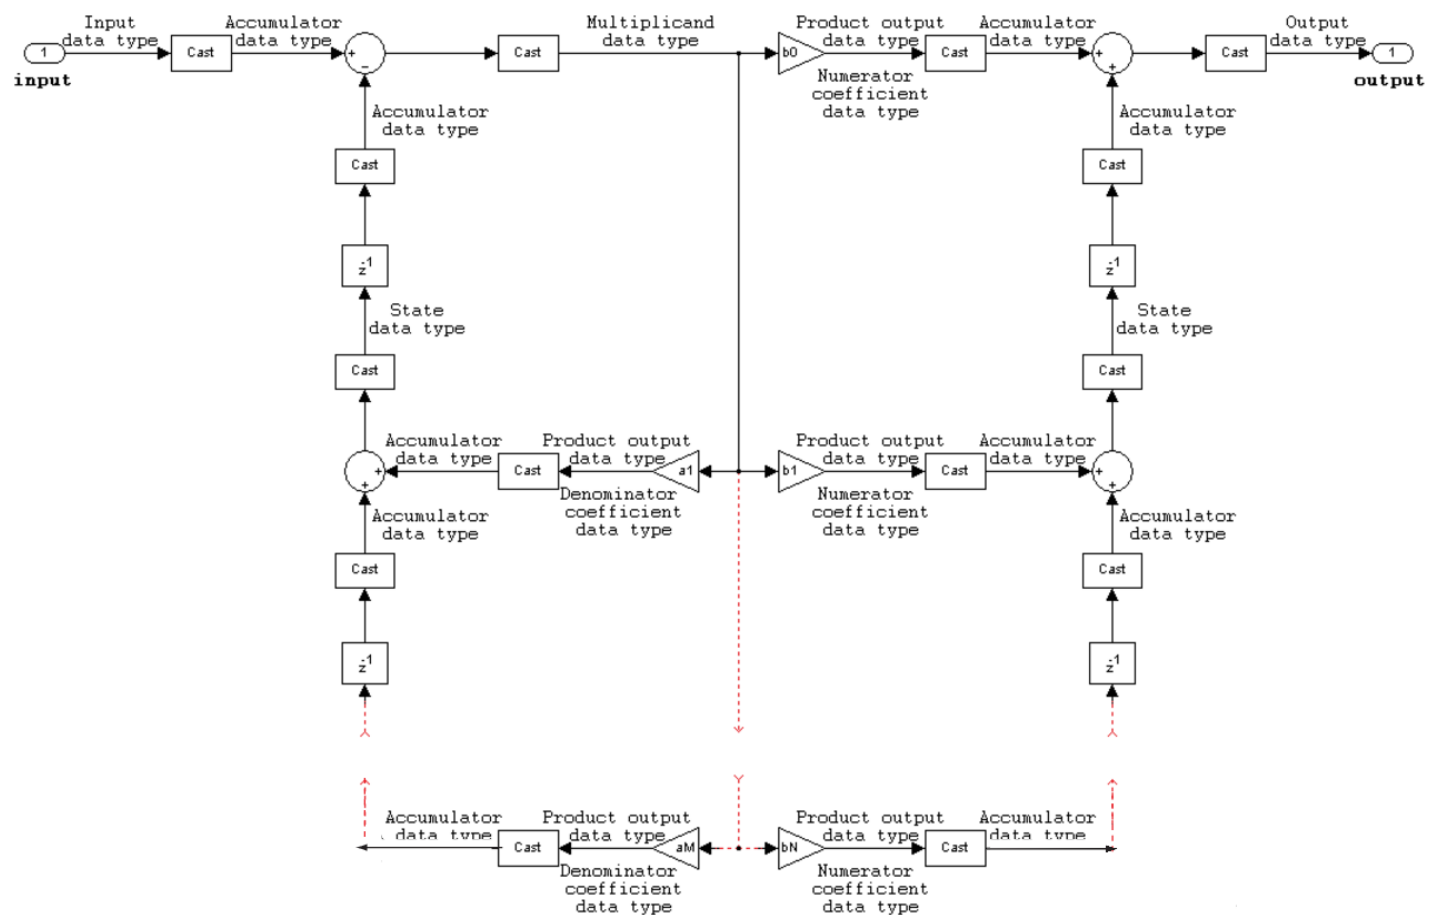 Input
data type
Accumulator
data type
Multiplicand
data type
Product output
data type
Accumulator
data type
Output
data type
1
Cast
+
−
Cast
b0
Cast
+
+
Cast
1
input
Numerator
coefficient
data type
output
Accumulator
data type
Accumulator
data type
Cast
Cast
z-1
z-1
State
data type
State
data type
Cast
Cast
Accumulator
data type
Product output
data type
Product output
data type
Accumulator
data type
+
+
Cast
a1
b1
Cast
+
+
Denominator
coefficient
data type
Numerator
coefficient
data type
Accumulator
data type
Accumulator
data type
Cast
Cast
z-1
z-1
Accumulator
data type
Product output
data type
Product output
data type
Accumulator
data type
Cast
aM
bN
Cast
Denominator
coefficient
data type
Numerator
coefficient
data type